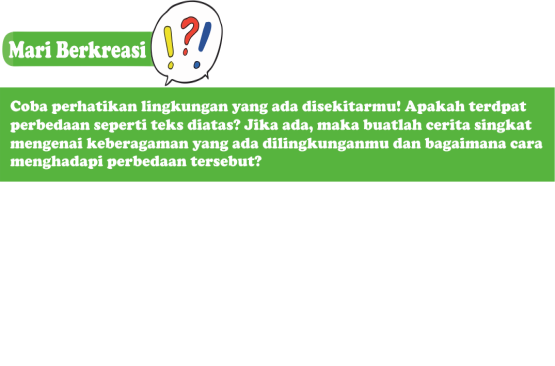 Mari Berkreasi
!?!
Coba perhatikan lingkungan yang ada disekitarmu! Apakah terdpat
perbedaan seperti teks diatas? Jika ada, maka buatlah cerita singkat
mengenai keberagaman yang ada dilingkunganmu dan bagaimana cara
menghadapi perbedaan tersebut?